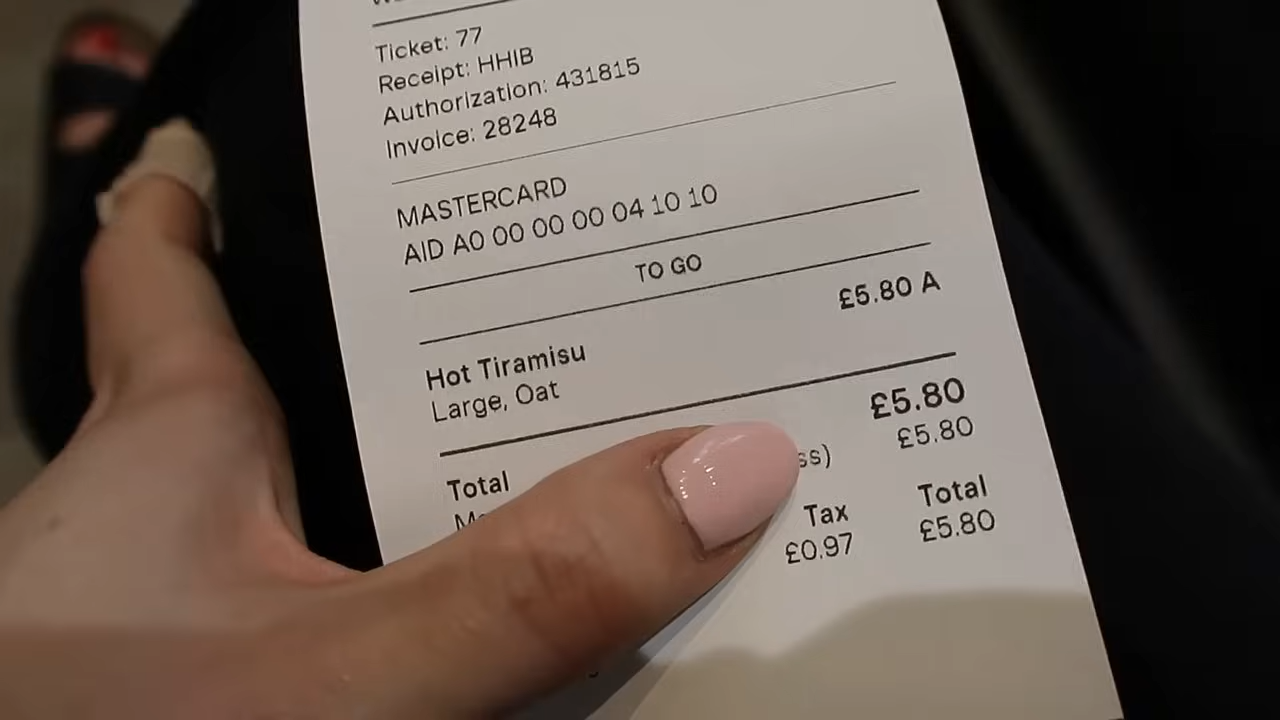 Ticket: 77
Receipt: HHIB
Authorization: 431815
Invoice: 28248
MASTERCARD
AID A0 00 00 00 04 10 10
TO GO
£5.80 A
Hot Tiramisu
Large, Oat
Total £5.80
£5.80
Tax Total
£0.97 £5.80